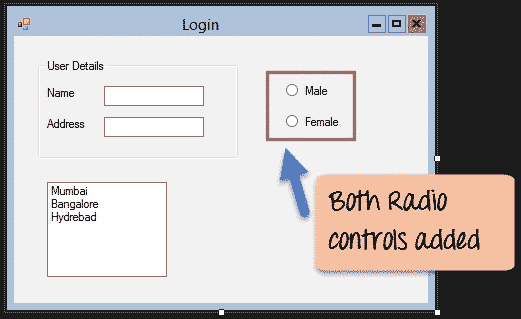 Login
User Details
Name
Address
Male
Female
Mumbai
Bangalore
Hydrebad
Both Radio
controls added